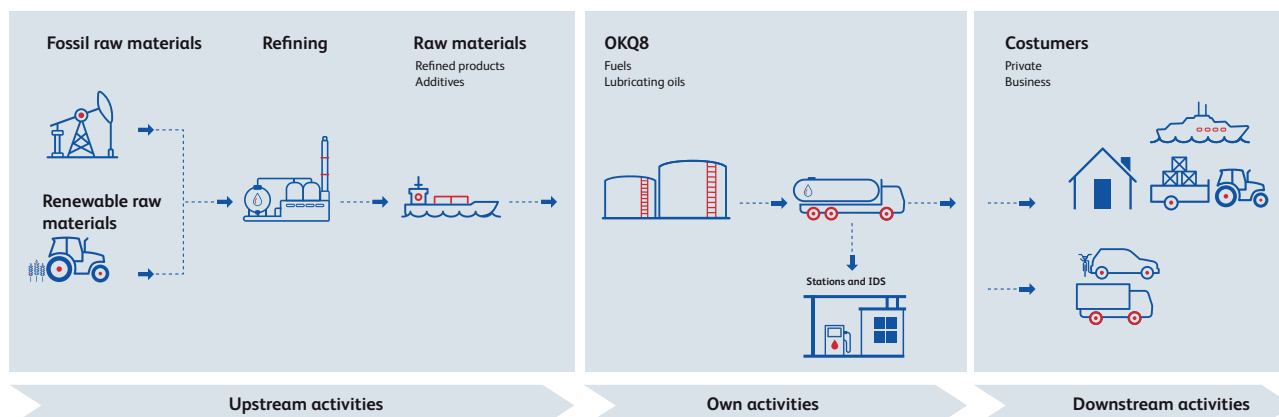 Fossil raw materials
Refining
Raw materials
Refined products
Additives
Renewable raw
materials
OKQ8
Fuels
Lubricating oils
Stations and IDS
Costumers
Private
Business
Upstream activities
Own activities
Downstream activities